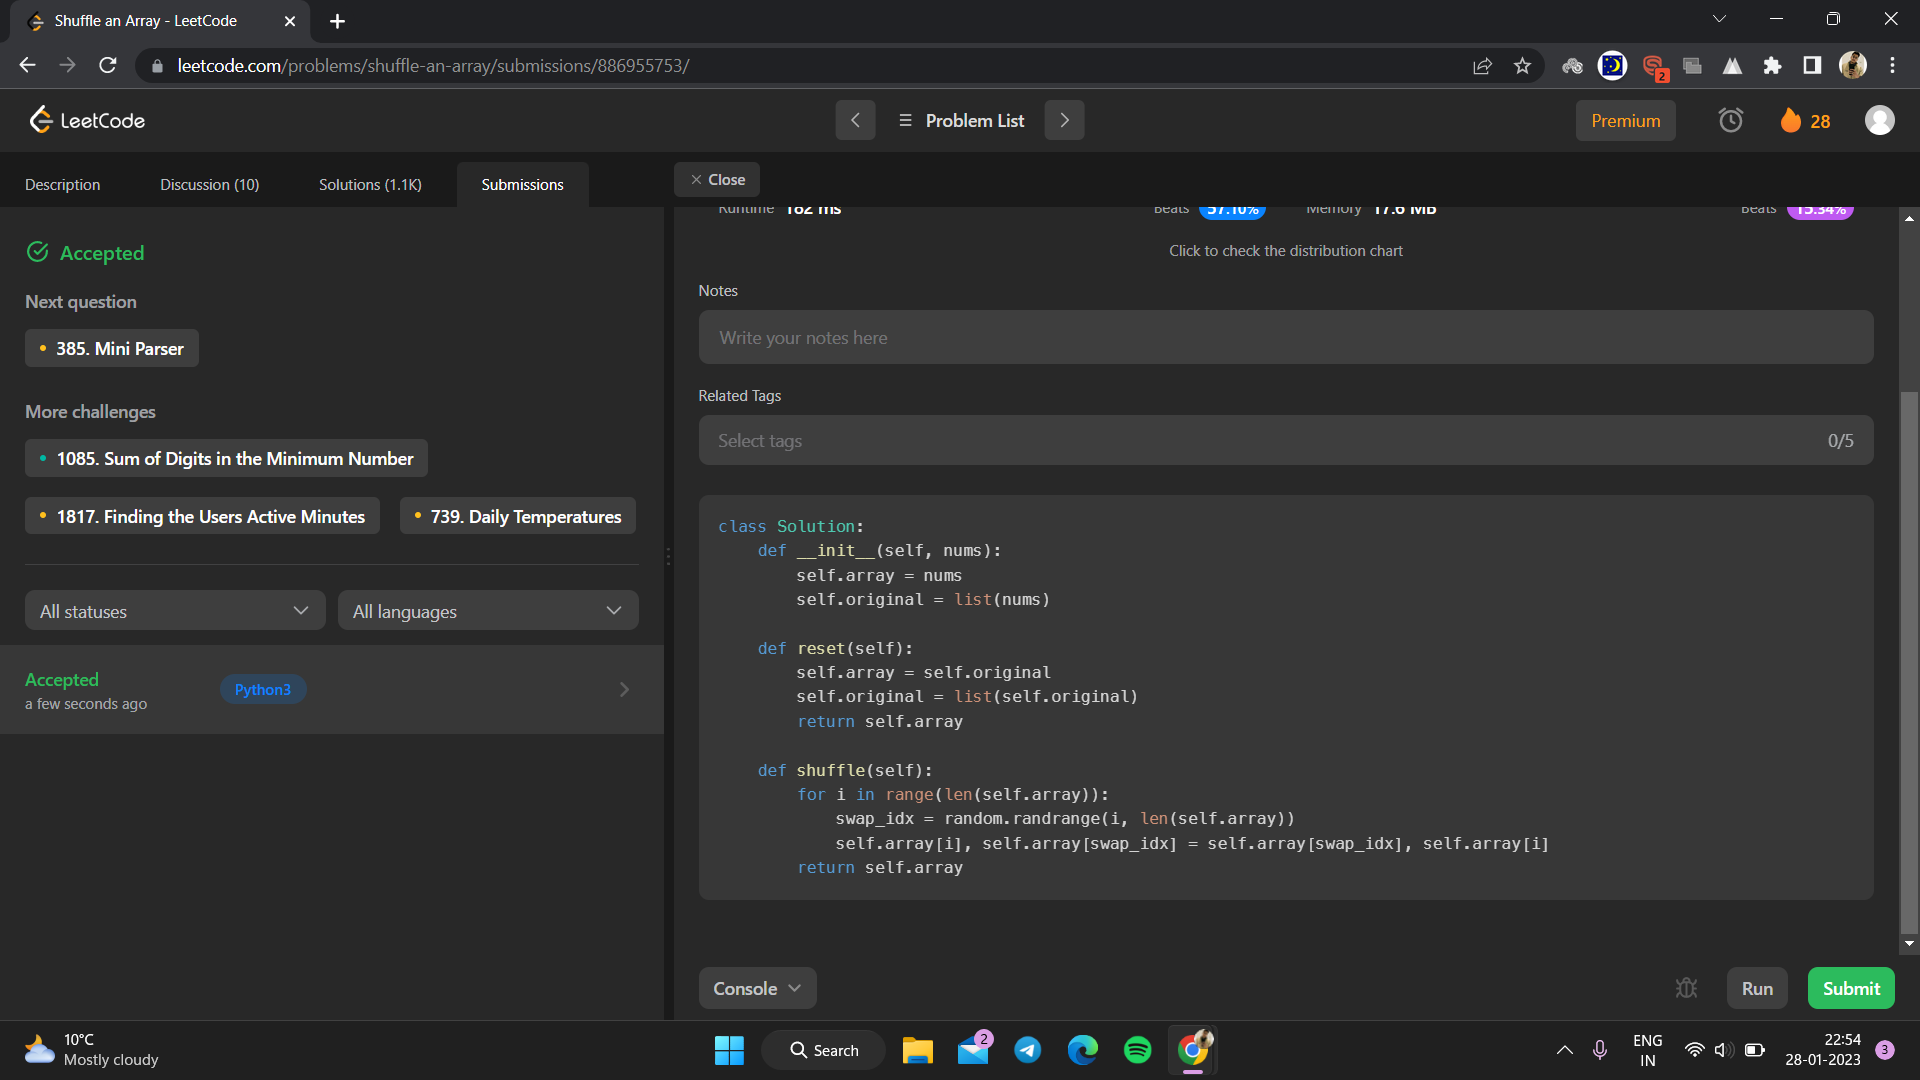 Shuffle an Array - LeetCode
leetcode.com/problems/shuffle-an-array/submissions/886955753/
2
LeetCode
Problem List
Premium
28
Description
Discussion (10)
Solutions (1.1K)
Submissions
Close
Accepted
Next question
385. Mini Parser
More challenges
1085. Sum of Digits in the Minimum Number
1817. Finding the Users Active Minutes
739. Daily Temperatures
All statuses
All languages
Accepted
Python3
a few seconds ago
Runtime 182 ms
Beats 57.10%
Memory 17.6 MB
Beats 15.34%
Click to check the distribution chart
Notes
Write your notes here
Related Tags
Select tags
0/5
class Solution:
    def __init__(self, nums):
        self.array = nums
        self.original = list(nums)
    def reset(self):
        self.array = self.original
        self.original = list(self.original)
        return self.array
    def shuffle(self):
        for i in range(len(self.array)):
            swap_idx = random.randrange(i, len(self.array))
            self.array[i], self.array[swap_idx] = self.array[swap_idx], self.array[i]
        return self.array
Console
Run
Submit
10°C
Mostly cloudy
Search
2
ENG
IN
22:54
28-01-2023
3